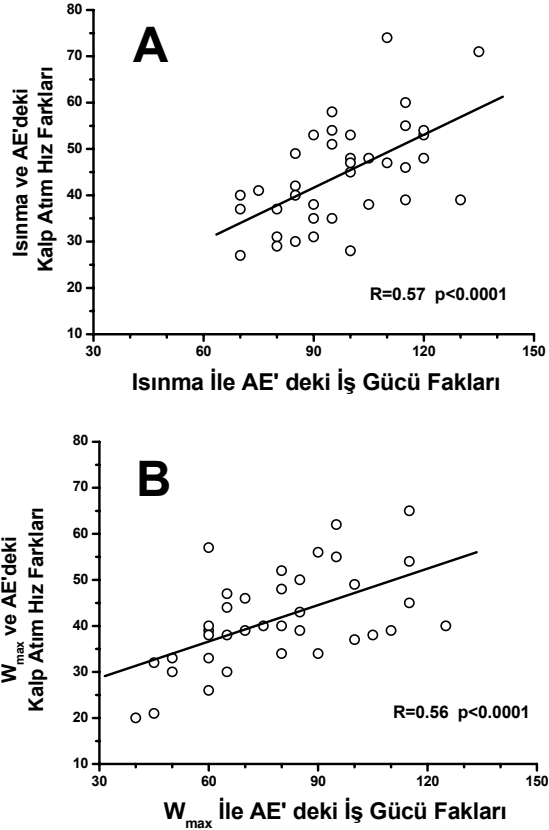 A
Isınma ve AE'deki
Kalp Atım Hız Farkları
80
70
60
50
40
30
20
10
R=0.57 p<0.0001
30 60 90 120 150
Isınma İle AE' deki İş Gücü Fakları
B
Wmax ve AE'deki
Kalp Atım Hız Farkları
80
70
60
50
40
30
20
10
R=0.56 p<0.0001
30 60 90 120 150
Wmax İle AE' deki İş Gücü Fakları